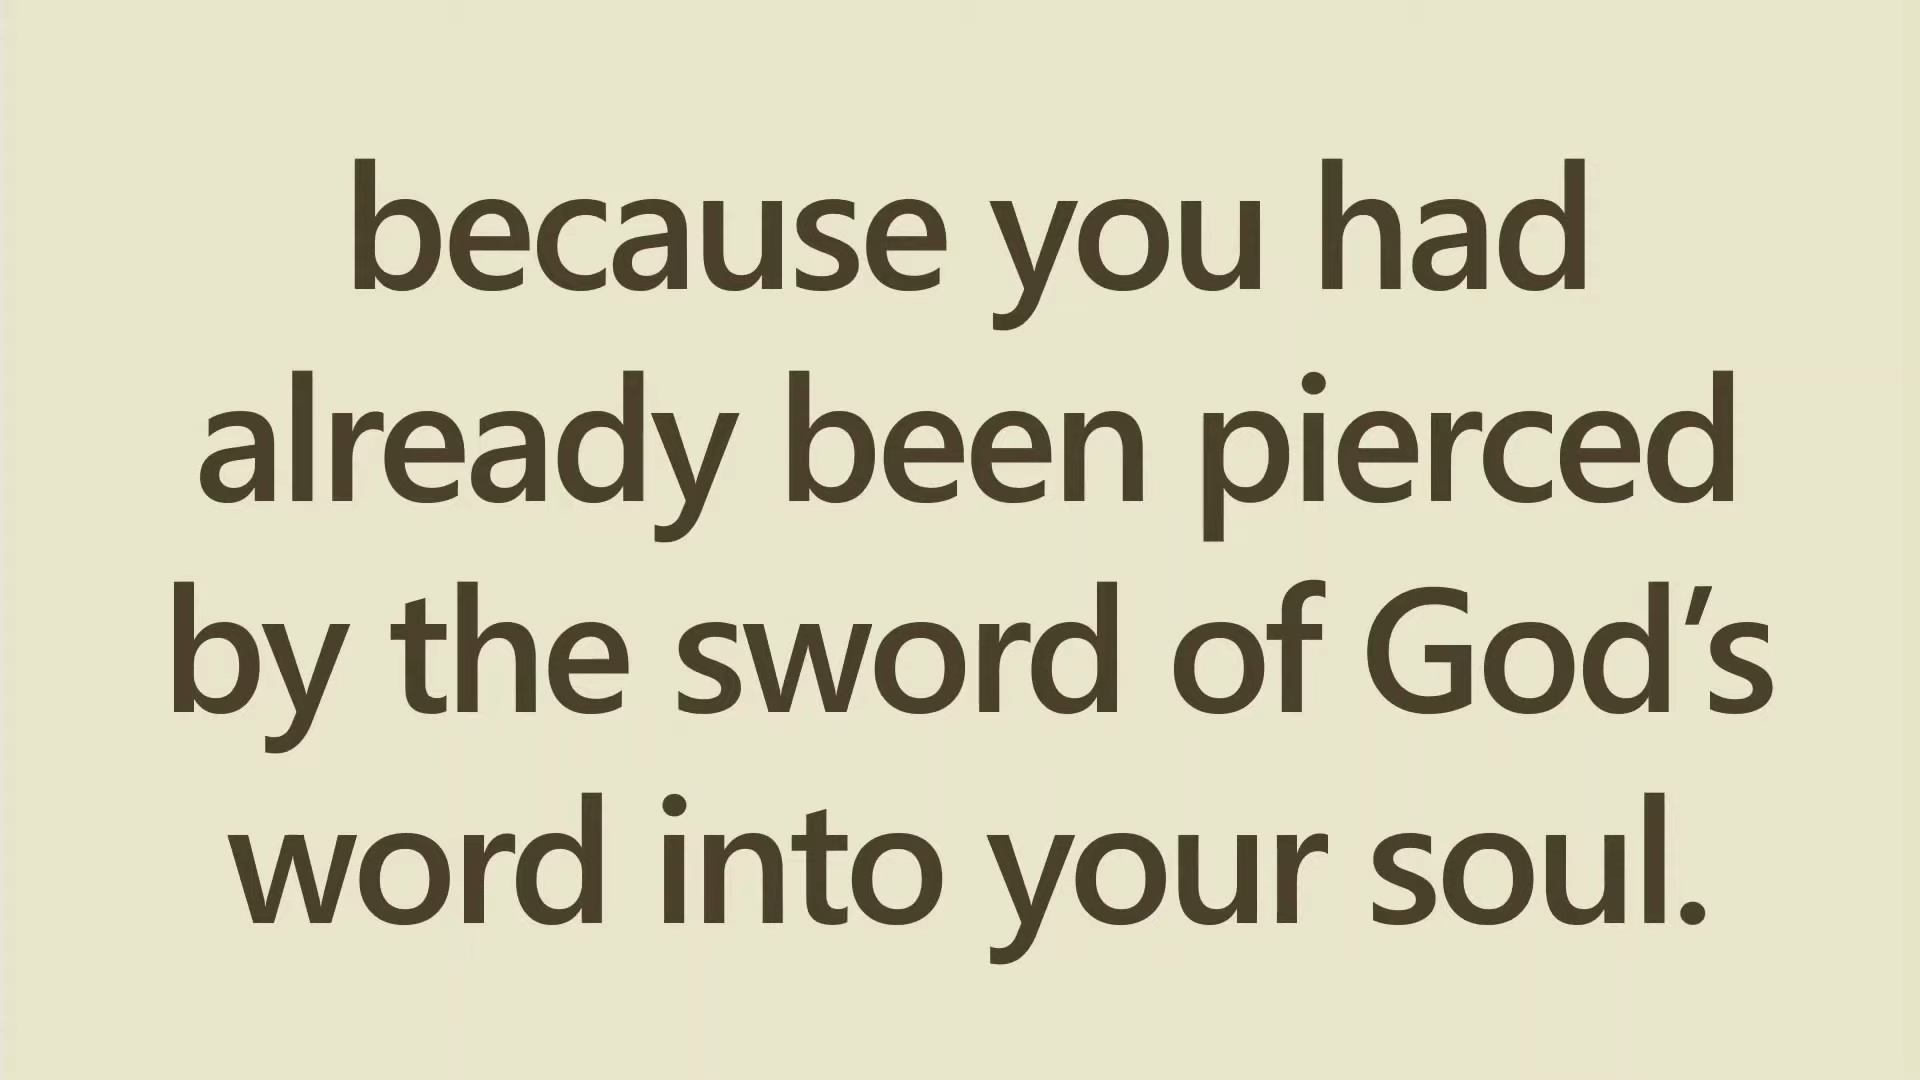 because you had
already been pierced
by the sword of God’s
word into your soul.